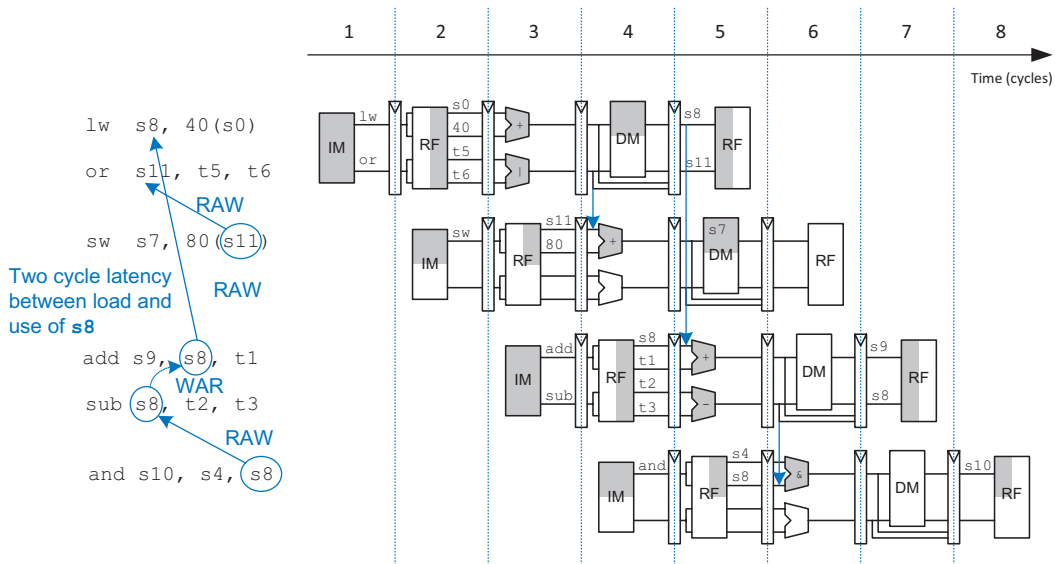 1 2 3 4 5 6 7 8
Time (cycles)
lw s8, 40(s0)
or s11, t5, t6
RAW
sw s7, 80(s11)
Two cycle latency
between load and
use of s8
RAW
add s9, s8, t1
WAR
sub s8, t2, t3
RAW
and s10, s4, s8
IM
lw
or
RF
s0
40
t5
t6
+
|
DM
s8
s11
RF
IM
sw
RF
s11
80
+
s7
DM
RF
IM
add
sub
RF
s8
t1
t2
t3
+
-
DM
s9
s8
RF
IM
and
RF
s4
s8
&
DM
s10
RF